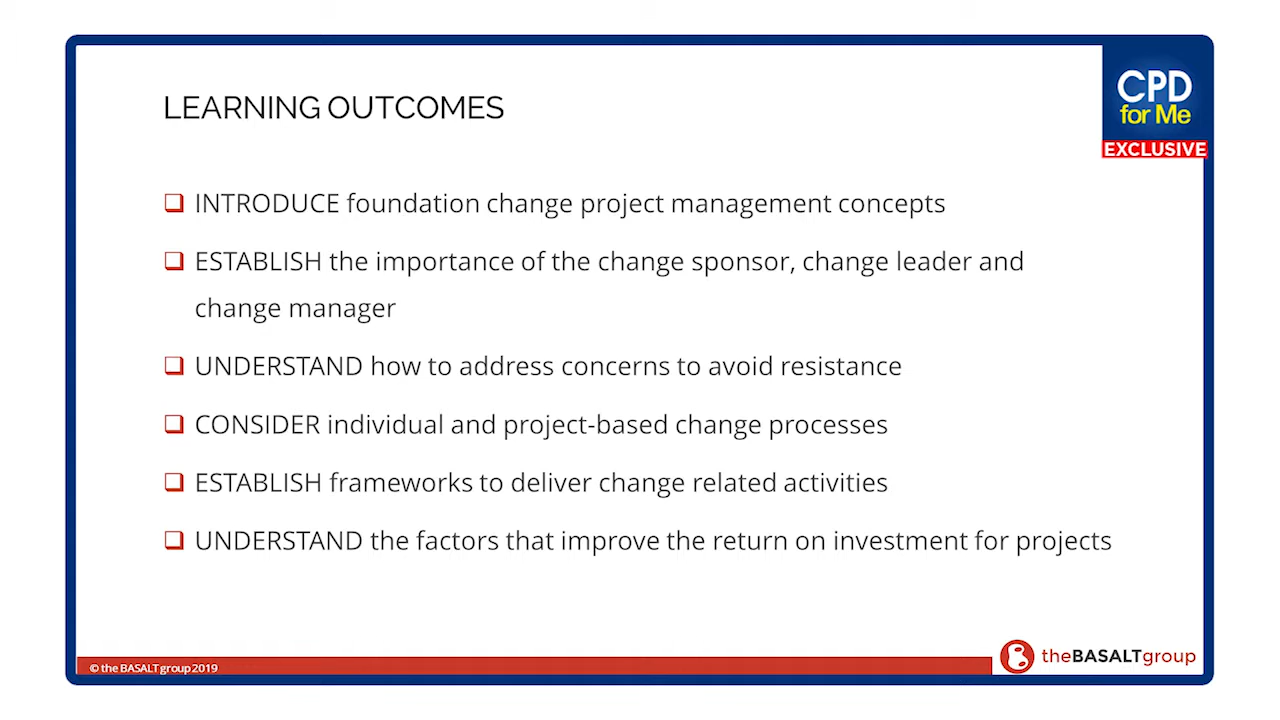 LEARNING OUTCOMES
CPD
for Me
EXCLUSIVE
INTRODUCE foundation change project management concepts
ESTABLISH the importance of the change sponsor, change leader and
change manager
UNDERSTAND how to address concerns to avoid resistance
CONSIDER individual and project-based change processes
ESTABLISH frameworks to deliver change related activities
UNDERSTAND the factors that improve the return on investment for projects
© the BASALT group 2019
theBASALTgroup